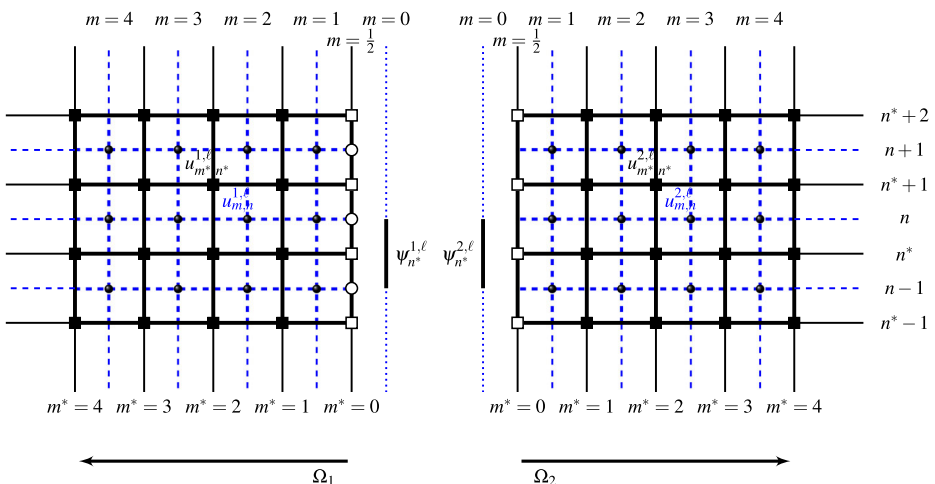 m = 4 m = 3 m = 2 m = 1 m = 0 m = 0 m = 1 m = 2 m = 3 m = 4
m = 1/2 m = 1/2
n* + 2
n + 1
u^{1,ℓ}_{m*,n*} u^{2,ℓ}_{m*,n*}
n* + 1
u^{1,ℓ}_{m,n} u^{2,ℓ}_{m,n}
n
ψ^{1,ℓ}_{n*} ψ^{2,ℓ}_{n*} n*
n − 1
n* − 1
m* = 4 m* = 3 m* = 2 m* = 1 m* = 0 m* = 0 m* = 1 m* = 2 m* = 3 m* = 4
Ω₁ Ω₂